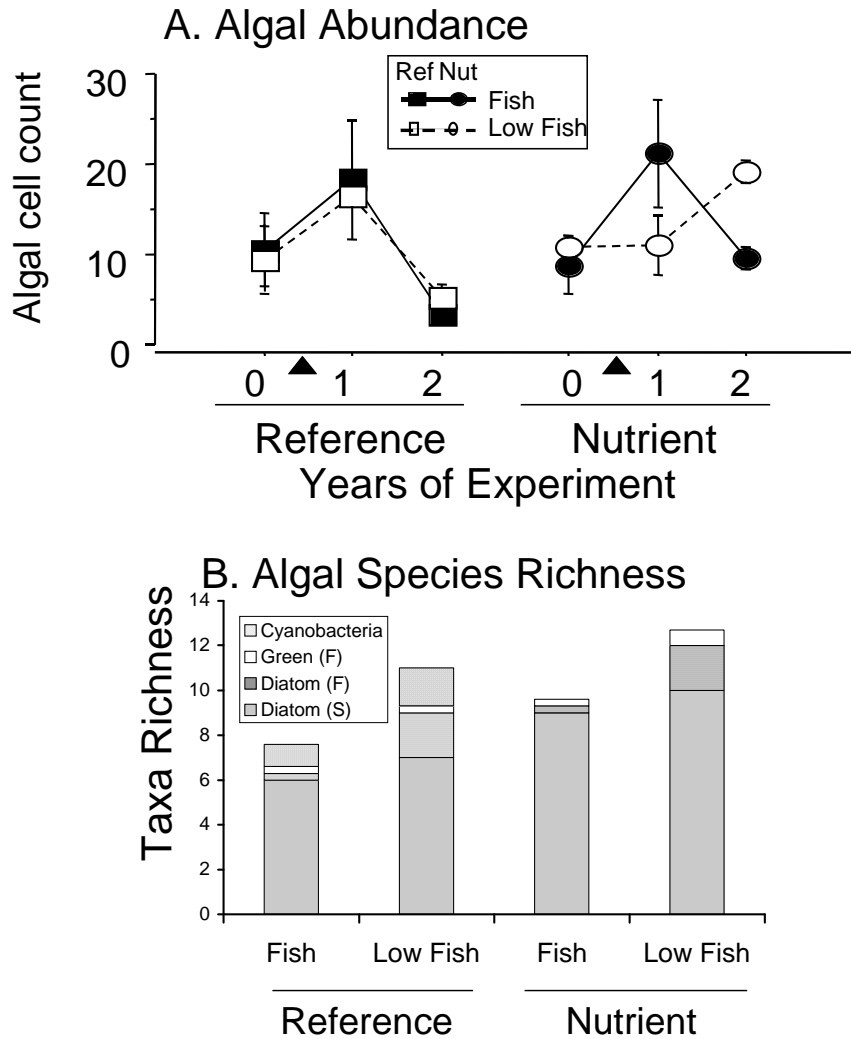 A. Algal Abundance
Algal cell count
30
20
10
0
Ref Nut
Fish
Low Fish
0 1 2 0 1 2
Reference Nutrient
Years of Experiment
B. Algal Species Richness
Taxa Richness
14
12
10
8
6
4
2
0
Cyanobacteria
Green (F)
Diatom (F)
Diatom (S)
Fish Low Fish Fish Low Fish
Reference Nutrient